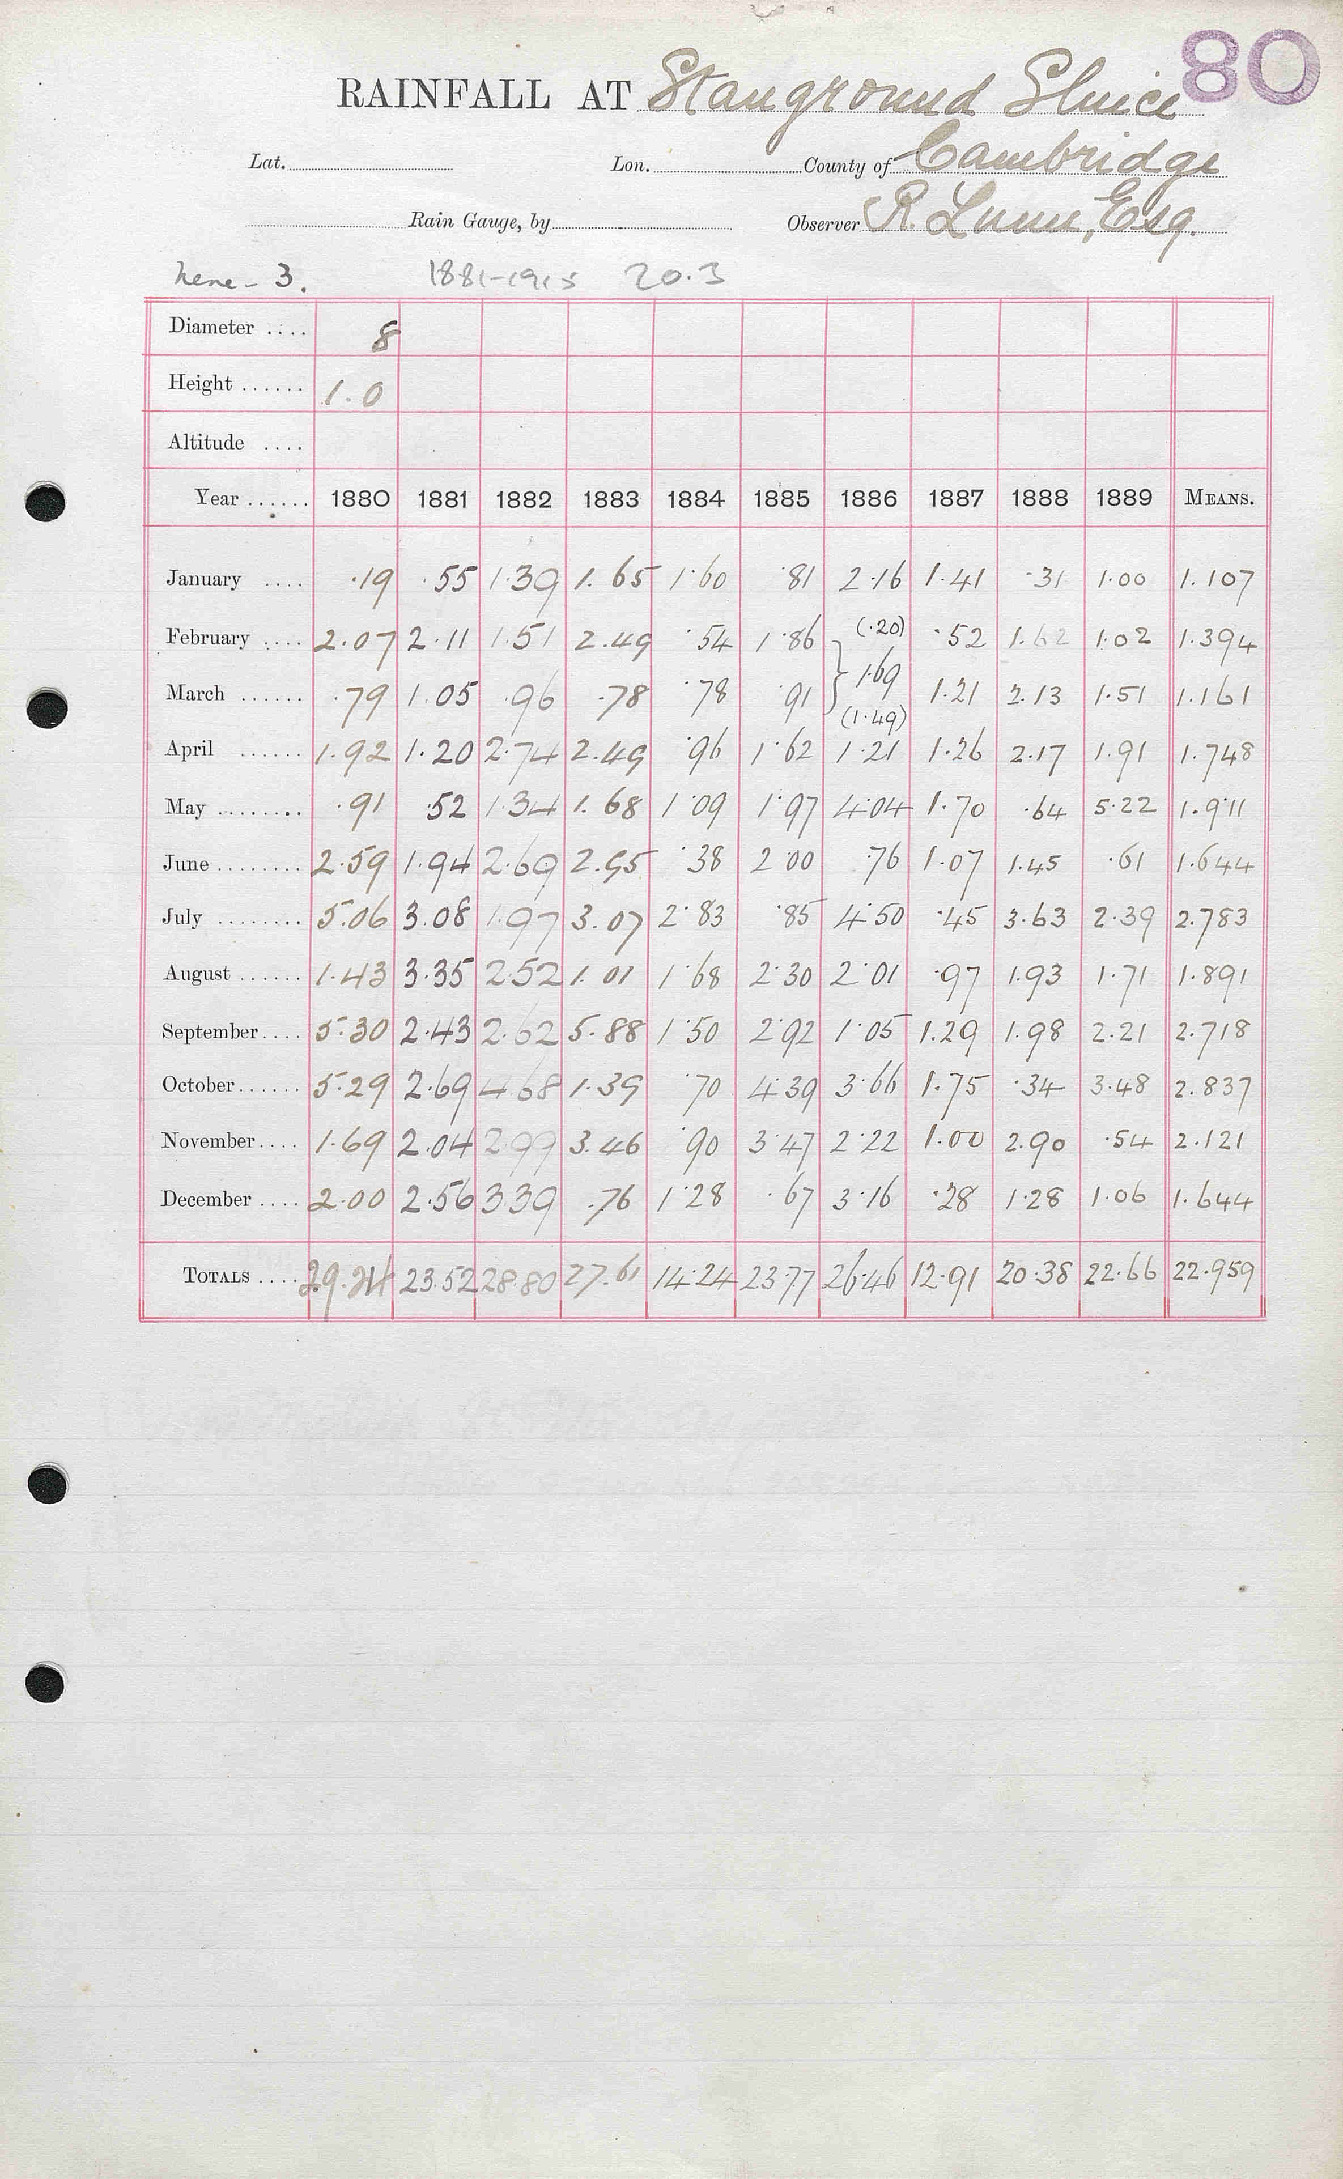 80
RAINFALL AT Stanground Sluice
Lat. Lon. County of Cambridge
Rain Gauge, by Observer R. Lunn, Esq.
Nene - 3. 1881-1915 20.3
Diameter .... 8
Height ...... 1.0
Altitude ....
Year ...... 1880 1881 1882 1883 1884 1885 1886 1887 1888 1889 MEANS.
January .... .19 .55 1.39 1.65 1.60 .81 2.16 1.41 .31 1.00 1.107
February .... 2.07 2.11 1.51 2.49 .54 1.86 (.20) .52 1.62 1.02 1.394
1.69
March ...... .79 1.05 .96 .78 .78 .91 (1.49) 1.21 2.13 1.51 1.161
April ...... 1.92 1.20 2.74 2.49 .96 1.62 1.21 1.26 2.17 1.91 1.748
May ........ .91 .52 1.34 1.68 1.09 1.97 4.04 1.70 .64 5.22 1.911
June ........ 2.59 1.94 2.69 2.95 .38 2.00 .76 1.07 1.45 .61 1.644
July ........ 5.06 3.08 1.97 3.07 2.83 .85 4.50 .45 3.63 2.39 2.783
August ...... 1.43 3.35 2.52 1.01 1.68 2.30 2.01 .97 1.93 1.71 1.891
September .... 5.30 2.43 2.62 5.88 1.50 2.92 1.05 1.29 1.98 2.21 2.718
October ...... 5.29 2.69 4.68 1.39 .70 4.39 3.66 1.75 .34 3.48 2.837
November .... 1.69 2.04 2.99 3.46 .90 3.47 2.22 1.00 2.90 .54 2.121
December .... 2.00 2.56 3.39 .76 1.28 .67 3.16 .28 1.28 1.06 1.644
TOTALS .... 29.24 23.52 28.80 27.61 14.24 23.77 26.46 12.91 20.38 22.66 22.959